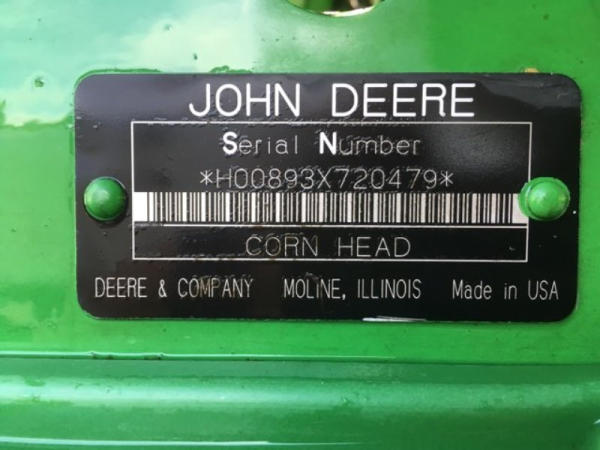 JOHN DEERE
Serial Number
*H00893X720479*
CORN HEAD
DEERE & COMPANY MOLINE, ILLINOIS Made in USA